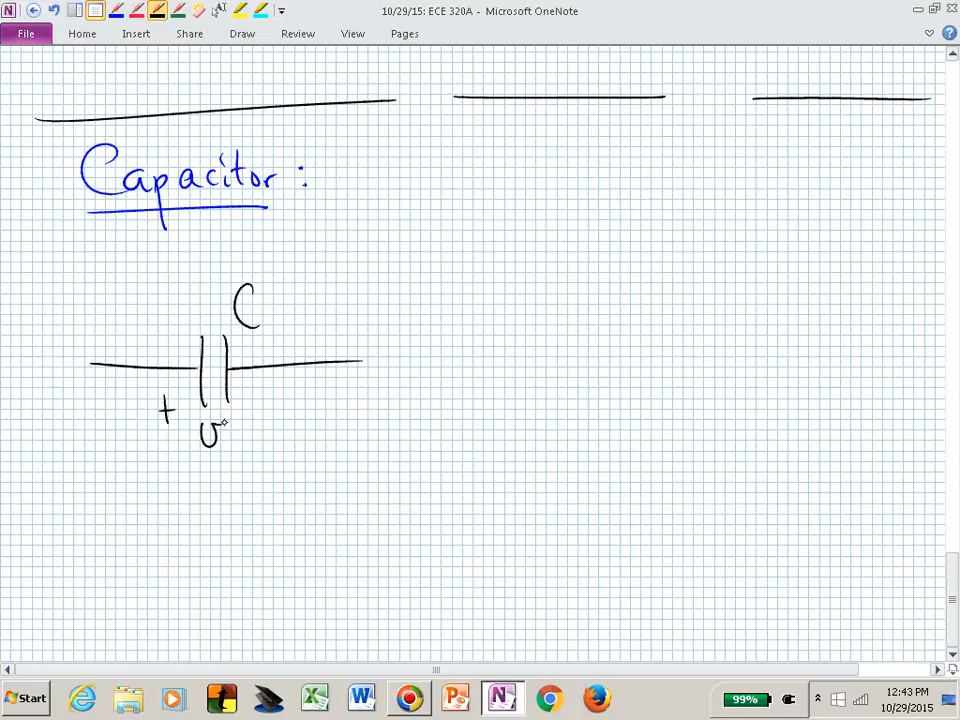 10/29/15: ECE 320A - Microsoft OneNote
File Home Insert Share Draw Review View Pages
Capacitor:
C
+
v
99%
Start
12:43 PM
10/29/2015